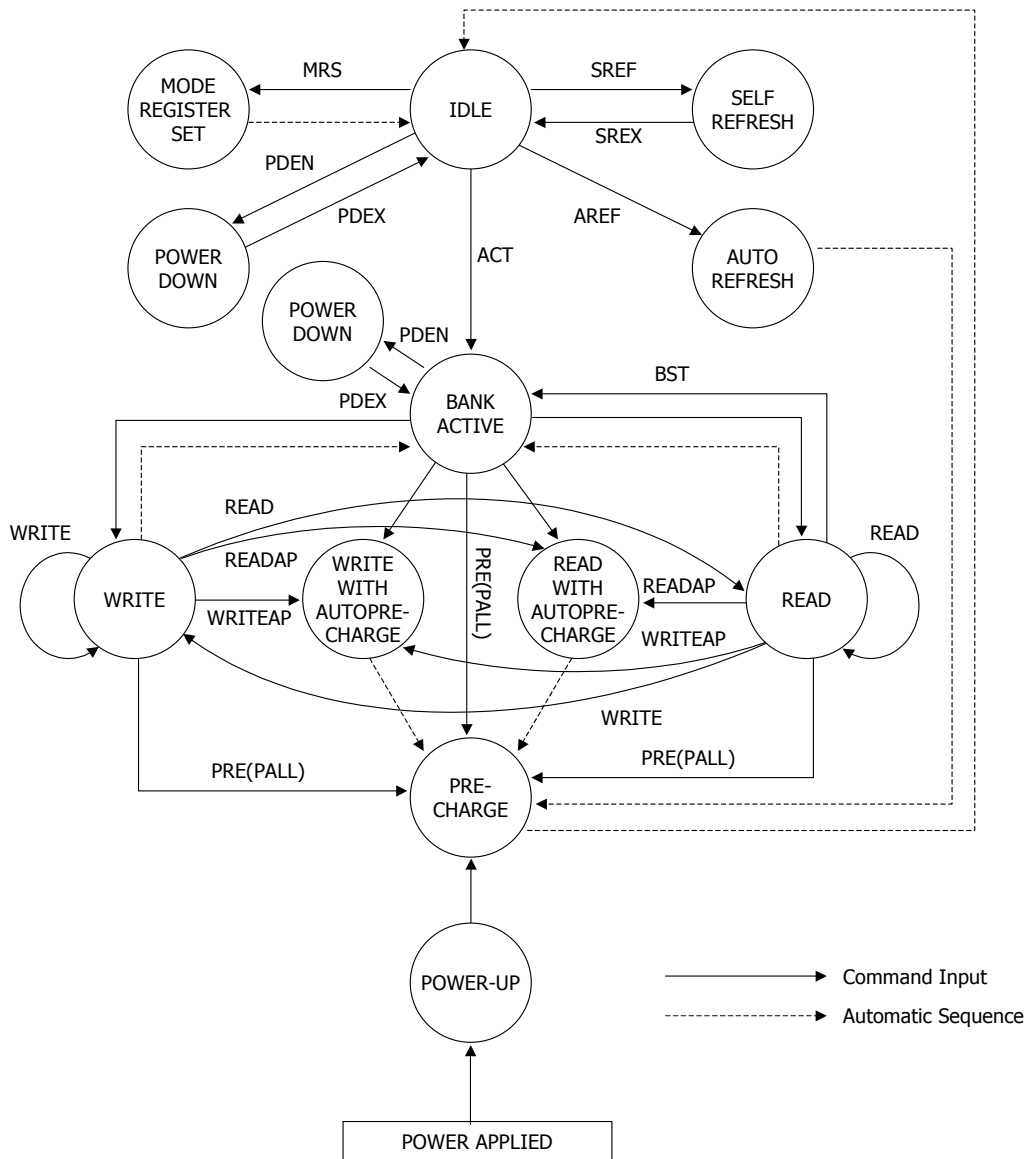 MRS
SREF
MODE
REGISTER
SET
IDLE
SELF
REFRESH
SREX
PDEN
PDEX
AREF
POWER
DOWN
ACT
AUTO
REFRESH
POWER
DOWN
PDEN
PDEX
BANK
ACTIVE
BST
WRITE
READ
READ
READAP
WRITE
WITH
AUTOPRE-
CHARGE
PRE(PALL)
READ
WITH
AUTOPRE-
CHARGE
READAP
WRITE
WRITEAP
WRITEAP
READ
WRITE
PRE(PALL)
PRE(PALL)
PRE-
CHARGE
POWER-UP
Command Input
Automatic Sequence
POWER APPLIED